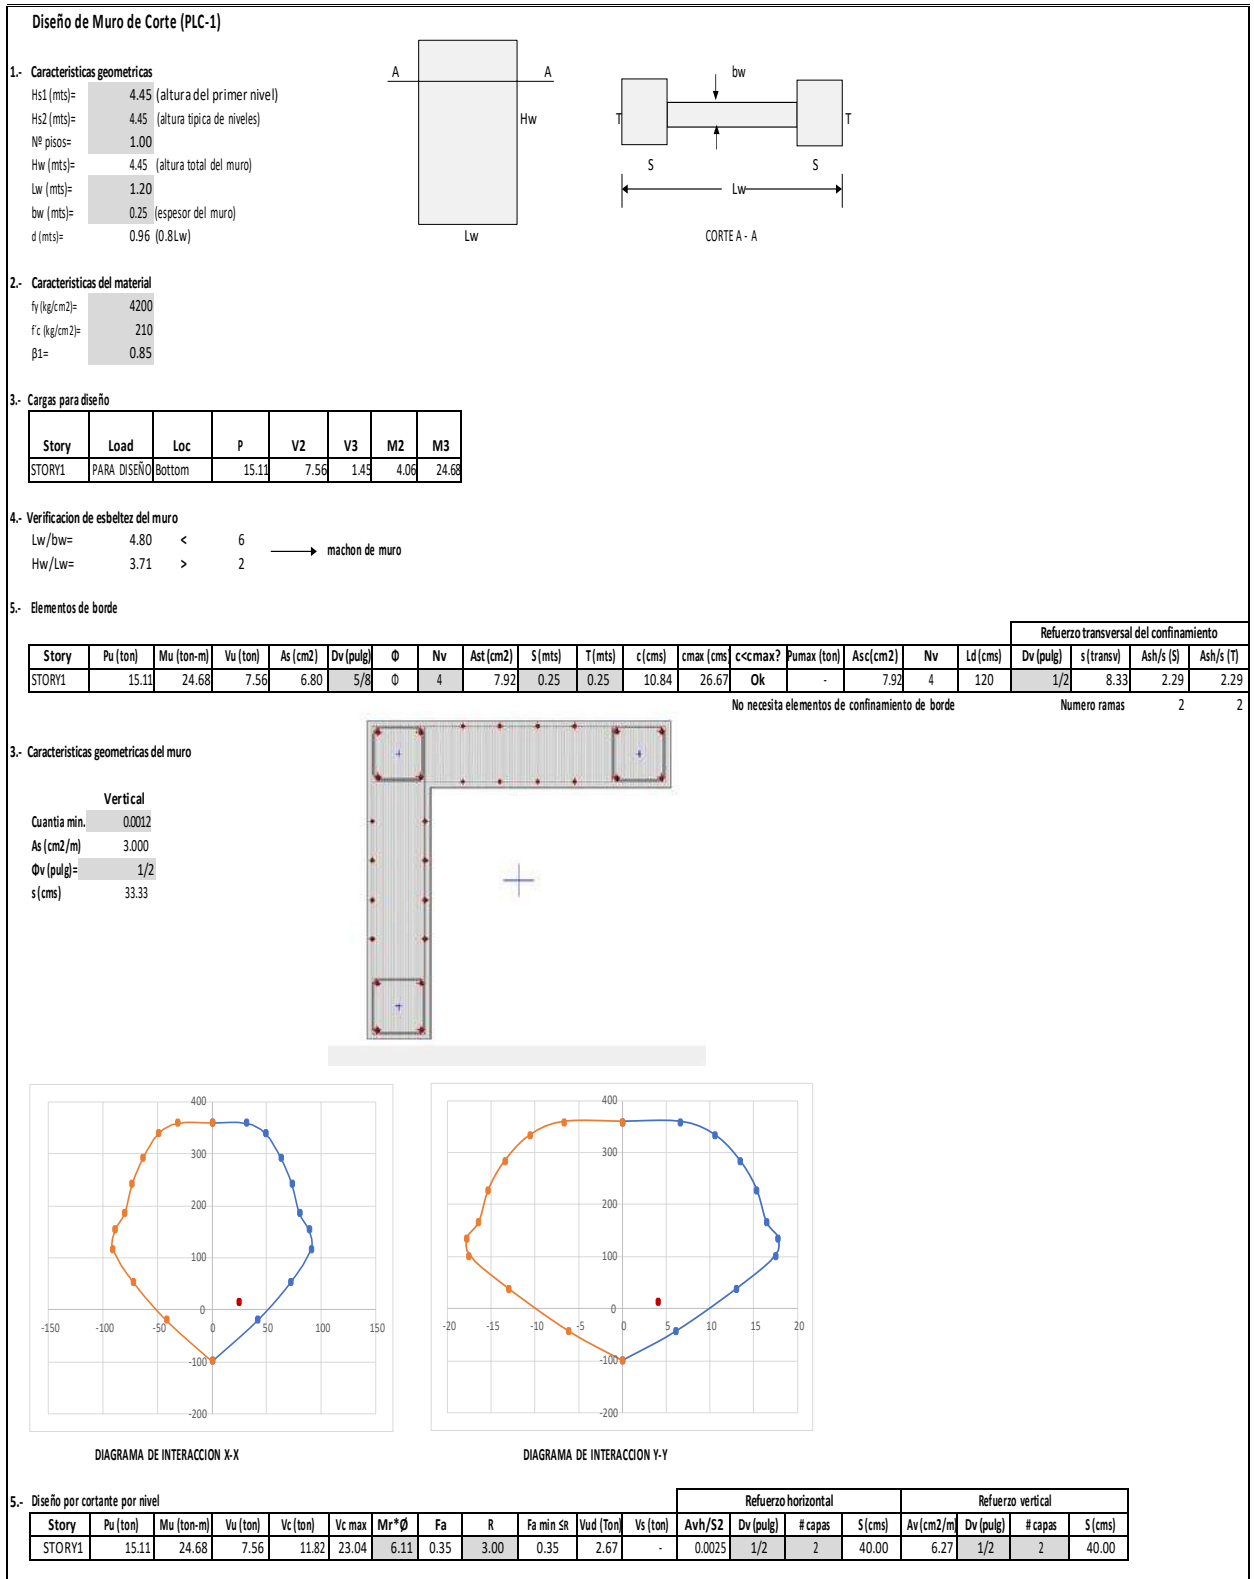 Diseño de Muro de Corte (PLC-1)
1.- Caracteristicas geometricas
Hs1 (mts)= 4.45 (altura del primer nivel)
Hs2 (mts)= 4.45 (altura tipica de niveles)
Nº pisos= 1.00
Hw (mts)= 4.45 (altura total del muro)
Lw (mts)= 1.20
bw (mts)= 0.25 (espesor del muro)
d (mts)= 0.96 (0.8Lw)
A A
Hw
Lw
bw
T T
S S
Lw
CORTE A - A
2.- Caracteristicas del material
fy (kg/cm2)= 4200
f´c (kg/cm2)= 210
β1= 0.85
3.- Cargas para diseño
Story Load Loc P V2 V3 M2 M3
STORY1 PARA DISEÑO Bottom 15.11 7.56 1.45 4.06 24.68
4.- Verificacion de esbeltez del muro
Lw/bw= 4.80 < 6
Hw/Lw= 3.71 > 2
machon de muro
5.- Elementos de borde
Refuerzo transversal del confinamiento
Story Pu (ton) Mu (ton-m) Vu (ton) As (cm2) Dv (pulg) Φ Nv Ast (cm2) S (mts) T (mts) c (cms) cmax (cms) c<cmax? Pumax (ton) Asc(cm2) Nv Ld (cms) Dv (pulg) s (transv) Ash/s (S) Ash/s (T)
STORY1 15.11 24.68 7.56 6.80 5/8 Φ 4 7.92 0.25 0.25 10.84 26.67 Ok - 7.92 4 120 1/2 8.33 2.29 2.29
No necesita elementos de confinamiento de borde Numero ramas 2 2
3.- Caracteristicas geometricas del muro
Vertical
Cuantia min. 0.0012
As (cm2/m) 3.000
Φv (pulg)= 1/2
s (cms) 33.33
400
300
200
100
0
-100
-200
-150 -100 -50 0 50 100 150
DIAGRAMA DE INTERACCION X-X
400
300
200
100
0
-100
-200
-20 -15 -10 -5 0 5 10 15 20
DIAGRAMA DE INTERACCION Y-Y
5.- Diseño por cortante por nivel
Refuerzo horizontal Refuerzo vertical
Story Pu (ton) Mu (ton-m) Vu (ton) Vc (ton) Vc max Mr*Ø Fa R Fa min ≤R Vud (Ton) Vs (ton) Avh/S2 Dv (pulg) # capas S (cms) Av (cm2/m) Dv (pulg) # capas S (cms)
STORY1 15.11 24.68 7.56 11.82 23.04 6.11 0.35 3.00 0.35 2.67 - 0.0025 1/2 2 40.00 6.27 1/2 2 40.00